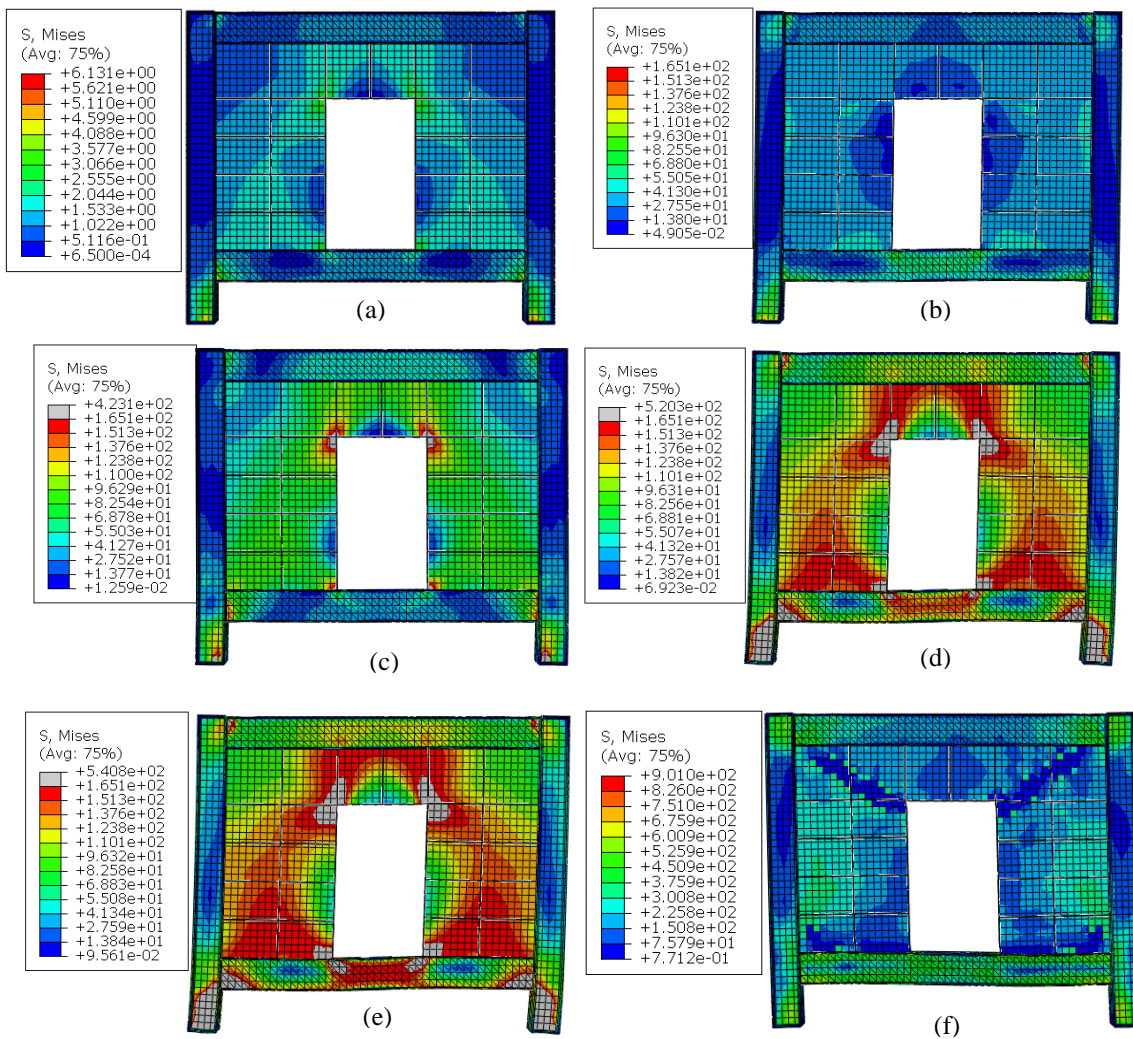 S, Mises
(Avg: 75%)
+6.131e+00
+5.621e+00
+5.110e+00
+4.599e+00
+4.088e+00
+3.577e+00
+3.066e+00
+2.555e+00
+2.044e+00
+1.533e+00
+1.022e+00
+5.116e-01
+6.500e-04
(a)
S, Mises
(Avg: 75%)
+1.651e+02
+1.513e+02
+1.376e+02
+1.238e+02
+1.101e+02
+9.630e+01
+8.255e+01
+6.880e+01
+5.505e+01
+4.130e+01
+2.755e+01
+1.380e+01
+4.905e-02
(b)
S, Mises
(Avg: 75%)
+4.231e+02
+1.651e+02
+1.513e+02
+1.376e+02
+1.238e+02
+1.100e+02
+9.629e+01
+8.254e+01
+6.878e+01
+5.503e+01
+4.127e+01
+2.752e+01
+1.377e+01
+1.259e-02
(c)
S, Mises
(Avg: 75%)
+5.203e+02
+1.651e+02
+1.513e+02
+1.376e+02
+1.238e+02
+1.101e+02
+9.631e+01
+8.256e+01
+6.881e+01
+5.507e+01
+4.132e+01
+2.757e+01
+1.382e+01
+6.923e-02
(d)
S, Mises
(Avg: 75%)
+5.408e+02
+1.651e+02
+1.513e+02
+1.376e+02
+1.238e+02
+1.101e+02
+9.632e+01
+8.258e+01
+6.883e+01
+5.508e+01
+4.134e+01
+2.759e+01
+1.384e+01
+9.561e-02
(e)
S, Mises
(Avg: 75%)
+9.010e+02
+8.260e+02
+7.510e+02
+6.759e+02
+6.009e+02
+5.259e+02
+4.509e+02
+3.759e+02
+3.008e+02
+2.258e+02
+1.508e+02
+7.579e+01
+7.712e-01
(f)